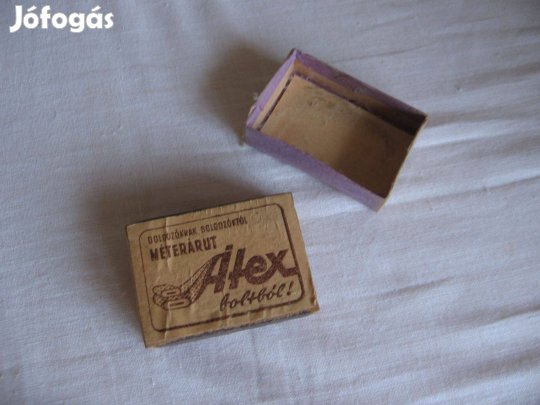 Jófogás
DOLGOZÓKNAK DOLGOZÓKTÓL
MÉTERÁRUT
Átex
boltból!